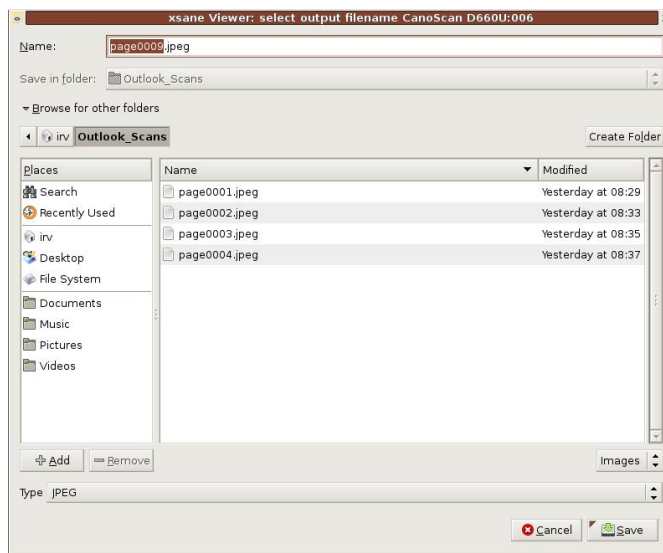 xsane Viewer: select output filename CanoScan D660U:006
Name: page0009.jpeg
Save in folder: Outlook_Scans
Browse for other folders
irv Outlook_Scans Create Folder
Places Name Modified
Search page0001.jpeg Yesterday at 08:29
Recently Used page0002.jpeg Yesterday at 08:33
irv page0003.jpeg Yesterday at 08:35
Desktop page0004.jpeg Yesterday at 08:37
File System
Documents
Music
Pictures
Videos
Add Remove Images
Type JPEG
Cancel Save